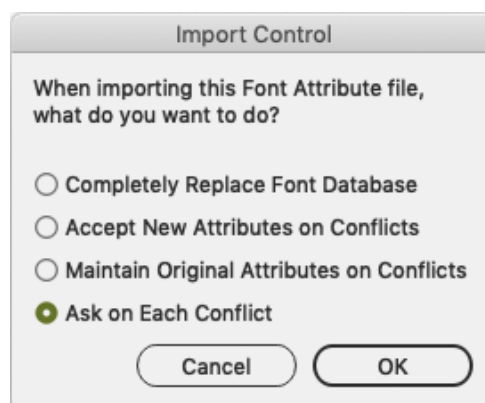 Import Control
When importing this Font Attribute file,
what do you want to do?
Completely Replace Font Database
Accept New Attributes on Conflicts
Maintain Original Attributes on Conflicts
Ask on Each Conflict
Cancel OK